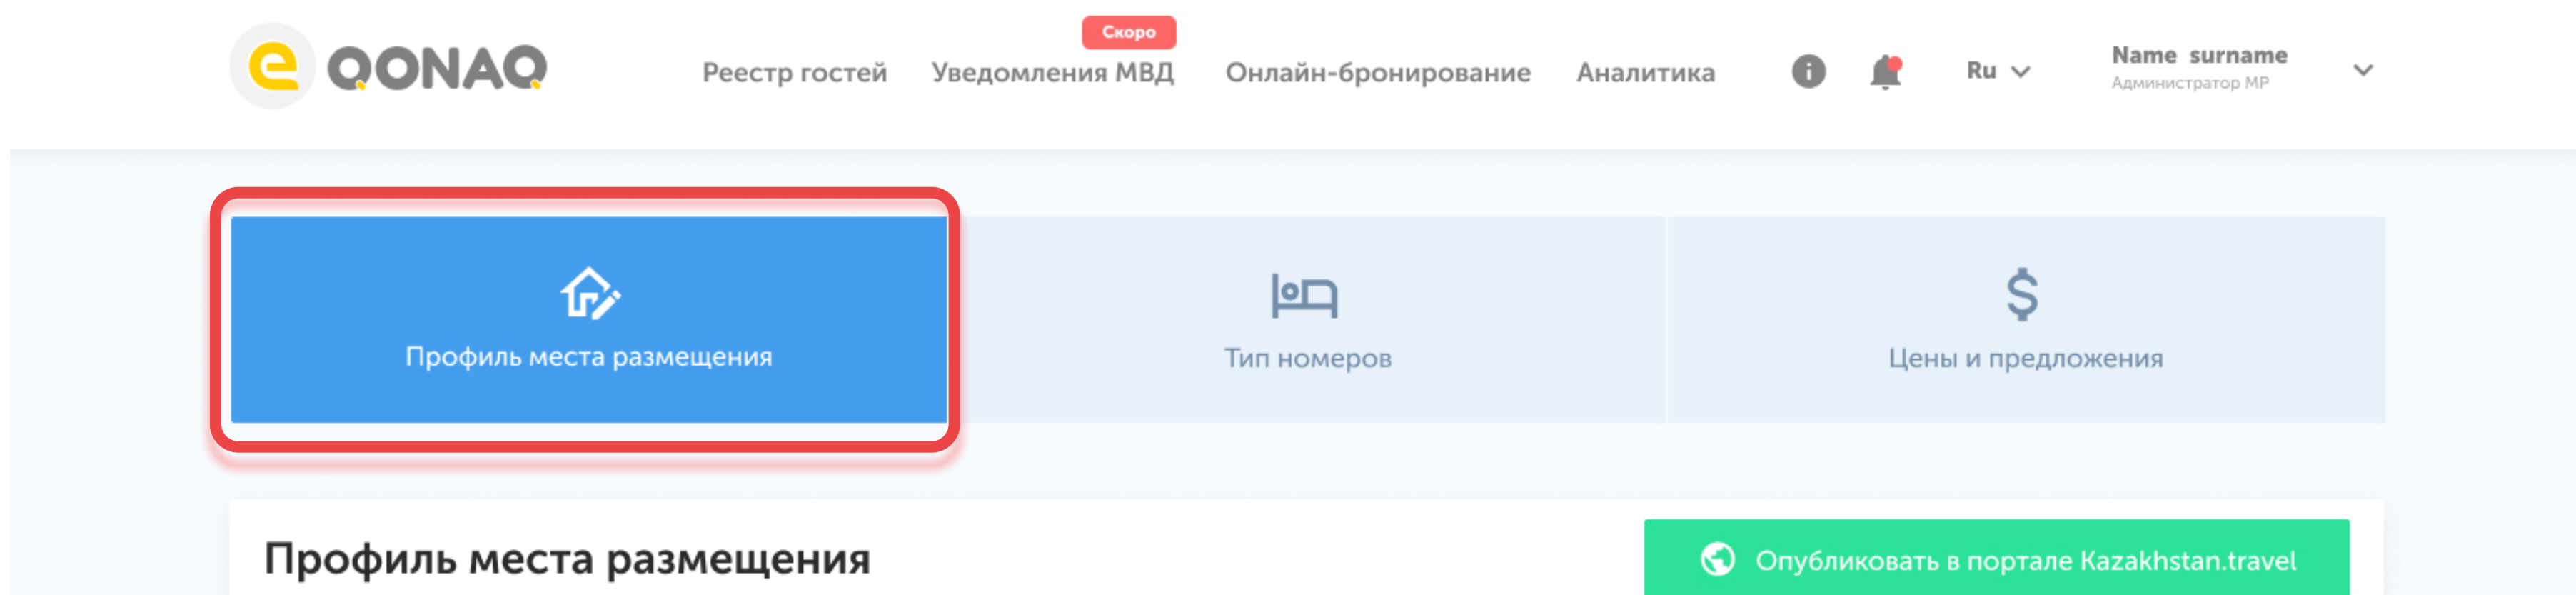 Скоро
e QONAQ
Реестр гостей Уведомления МВД Онлайн-бронирование Аналитика Ru Name surname
Администратор МР
Профиль места размещения Тип номеров Цены и предложения
Профиль места размещения Опубликовать в портале Kazakhstan.travel